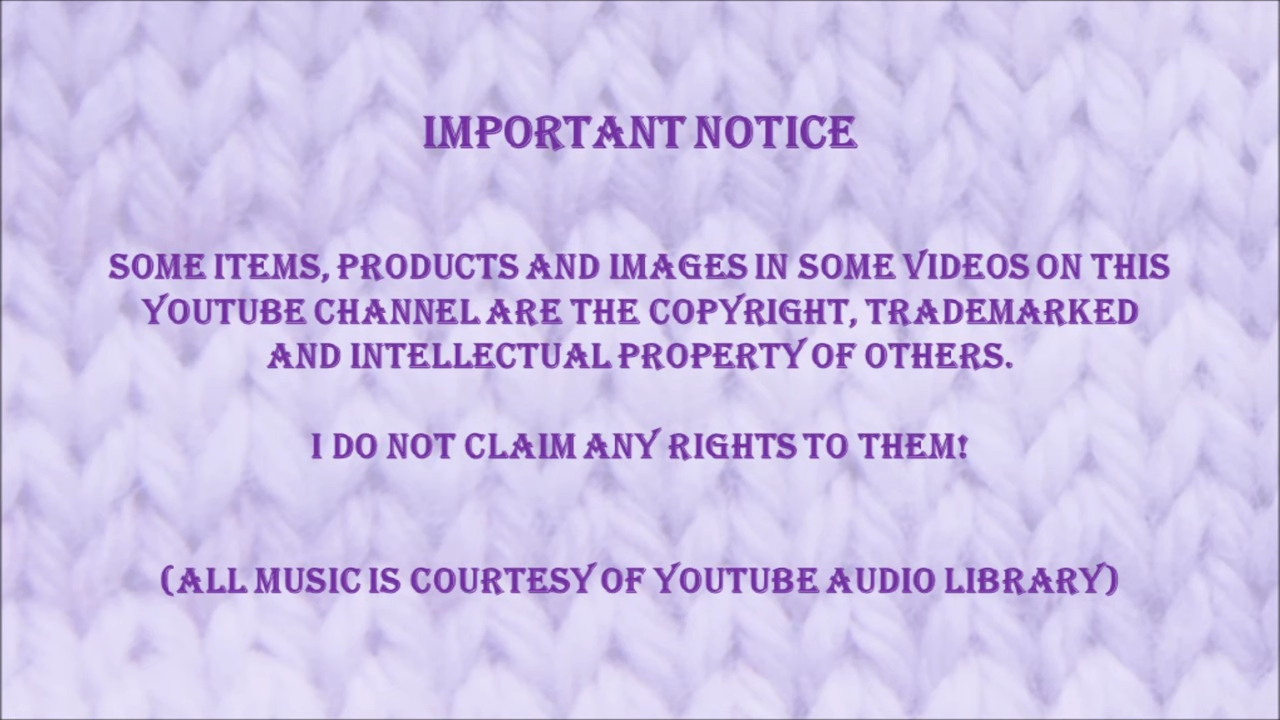 IMPORTANT NOTICE
SOME ITEMS, PRODUCTS AND IMAGES IN SOME VIDEOS ON THIS
YOUTUBE CHANNEL ARE THE COPYRIGHT, TRADEMARKED
AND INTELLECTUAL PROPERTY OF OTHERS.
I DO NOT CLAIM ANY RIGHTS TO THEM!
(ALL MUSIC IS COURTESY OF YOUTUBE AUDIO LIBRARY)